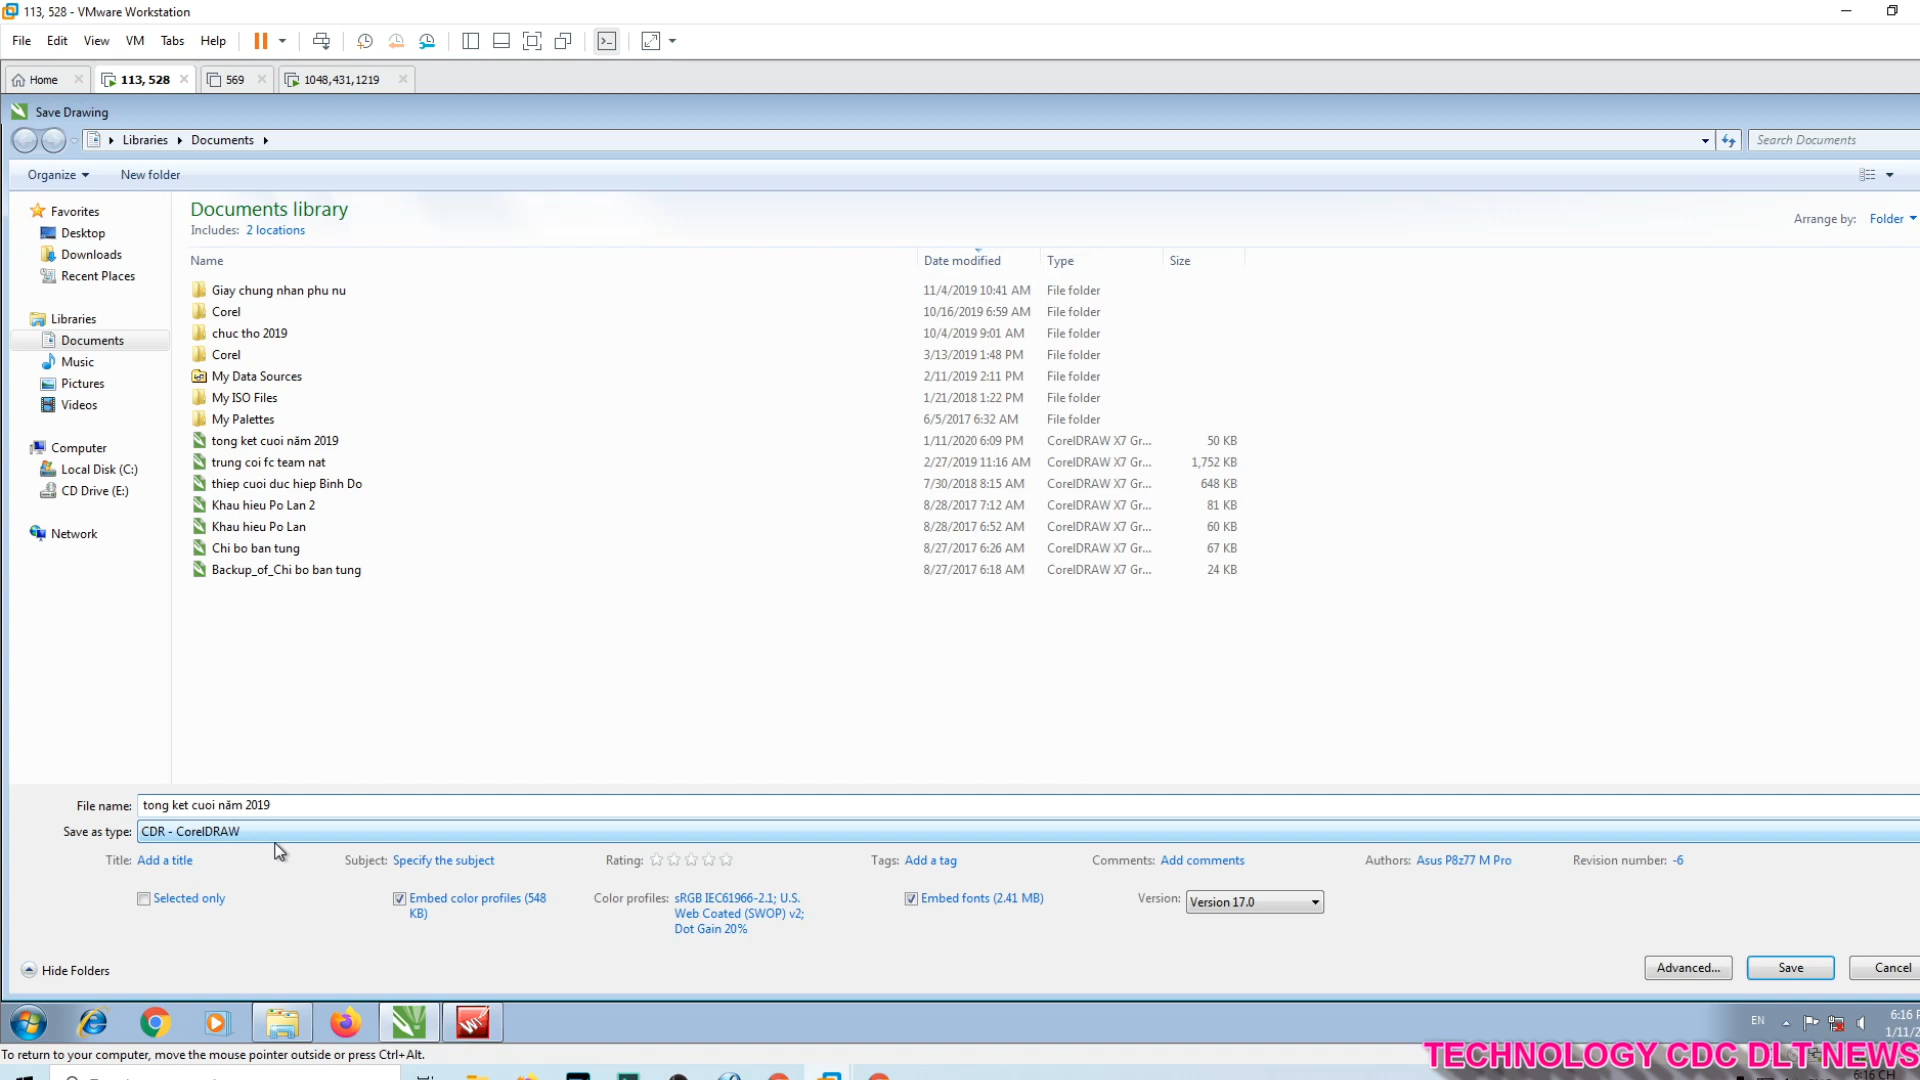 113, 528 - VMware Workstation
File Edit View VM Tabs Help
Home 113, 528 569 1048,431,1219
Save Drawing
Libraries Documents Search Documents
Organize New folder
Favorites
Desktop
Downloads
Recent Places
Libraries
Documents
Music
Pictures
Videos
Computer
Local Disk (C:)
CD Drive (E:)
Network
Documents library
Includes: 2 locations
Arrange by: Folder
Name Date modified Type Size
Giay chung nhan phu nu 11/4/2019 10:41 AM File folder
Corel 10/16/2019 6:59 AM File folder
chuc tho 2019 10/4/2019 9:01 AM File folder
Corel 3/13/2019 1:48 PM File folder
My Data Sources 2/11/2019 2:11 PM File folder
My ISO Files 1/21/2018 1:22 PM File folder
My Palettes 6/5/2017 6:32 AM File folder
tong ket cuoi năm 2019 1/11/2020 6:09 PM CorelDRAW X7 Gr... 50 KB
trung coi fc team nat 2/27/2019 11:16 AM CorelDRAW X7 Gr... 1,752 KB
thiep cuoi duc hiep Binh Do 7/30/2018 8:15 AM CorelDRAW X7 Gr... 648 KB
Khau hieu Po Lan 2 8/28/2017 7:12 AM CorelDRAW X7 Gr... 81 KB
Khau hieu Po Lan 8/28/2017 6:52 AM CorelDRAW X7 Gr... 60 KB
Chi bo ban tung 8/27/2017 6:26 AM CorelDRAW X7 Gr... 67 KB
Backup_of_Chi bo ban tung 8/27/2017 6:18 AM CorelDRAW X7 Gr... 24 KB
File name: tong ket cuoi năm 2019
Save as type: CDR - CorelDRAW
Title: Add a title Subject: Specify the subject Rating: Tags: Add a tag Comments: Add comments Authors: Asus P8z77 M Pro Revision number: -6
Selected only Embed color profiles (548 KB) Color profiles: sRGB IEC61966-2.1; U.S. Web Coated (SWOP) v2; Dot Gain 20% Embed fonts (2.41 MB) Version: Version 17.0
Hide Folders Advanced... Save Cancel
EN 6:16 P
1/11/2
To return to your computer, move the mouse pointer outside or press Ctrl+Alt.
TECHNOLOGY CDC DLT NEWS
6:16 CH